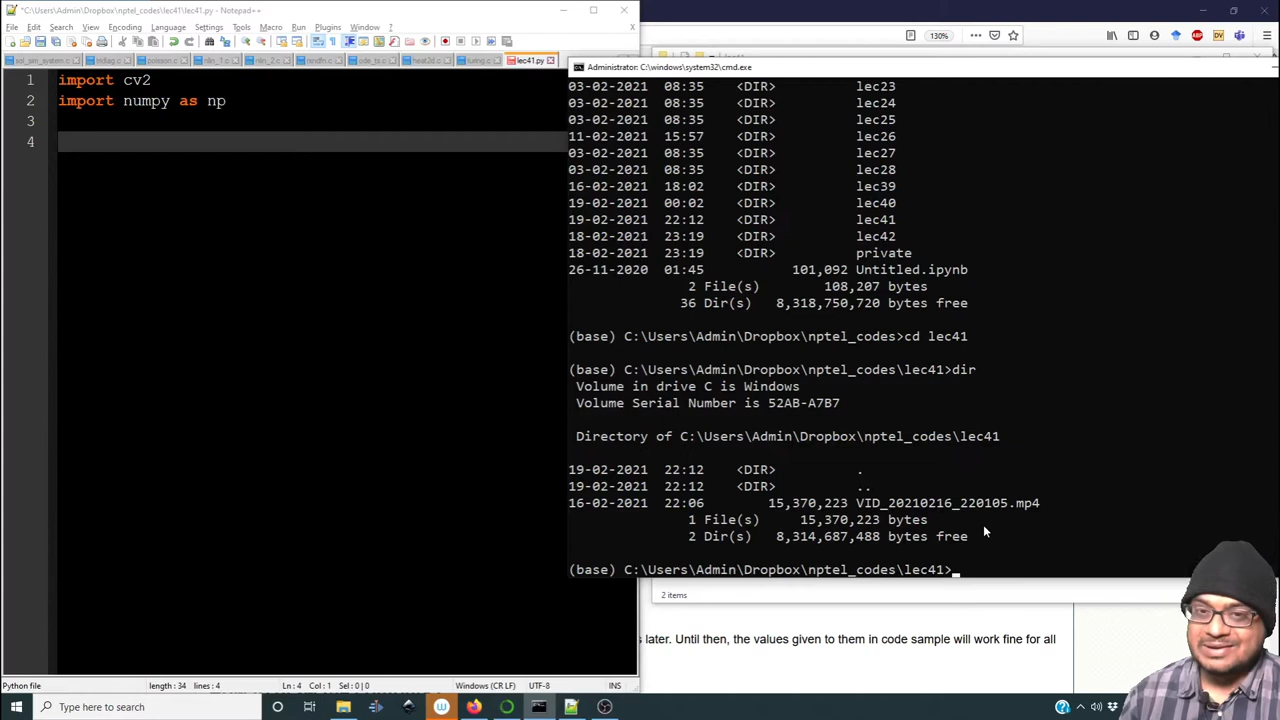 *C:\Users\Admin\Dropbox\nptel_codes\lec41\lec41.py - Notepad++
File Edit Search View Encoding Language Settings Tools Macro Run Plugins Window ?
130%
lec41.py
1 import cv2
2 import numpy as np
3
4
Administrator: C:\windows\system32\cmd.exe
03-02-2021 08:35 <DIR> lec23
03-02-2021 08:35 <DIR> lec24
03-02-2021 08:35 <DIR> lec25
11-02-2021 15:57 <DIR> lec26
03-02-2021 08:35 <DIR> lec27
03-02-2021 08:35 <DIR> lec28
16-02-2021 18:02 <DIR> lec39
19-02-2021 00:02 <DIR> lec40
19-02-2021 22:12 <DIR> lec41
18-02-2021 23:19 <DIR> lec42
18-02-2021 23:19 <DIR> private
26-11-2020 01:45 101,092 Untitled.ipynb
2 File(s) 108,207 bytes
36 Dir(s) 8,318,750,720 bytes free
(base) C:\Users\Admin\Dropbox\nptel_codes>cd lec41
(base) C:\Users\Admin\Dropbox\nptel_codes\lec41>dir
Volume in drive C is Windows
Volume Serial Number is 52AB-A7B7
Directory of C:\Users\Admin\Dropbox\nptel_codes\lec41
19-02-2021 22:12 <DIR> .
19-02-2021 22:12 <DIR> ..
16-02-2021 22:06 15,370,223 VID_20210216_220105.mp4
1 File(s) 15,370,223 bytes
2 Dir(s) 8,314,687,488 bytes free
(base) C:\Users\Admin\Dropbox\nptel_codes\lec41>
2 items
s later. Until then, the values given to them in code sample will work fine for all
Python file length : 34 lines : 4 Ln : 4 Col : 1 Sel : 0 | 0 Windows (CR LF) UTF-8 INS
Type here to search